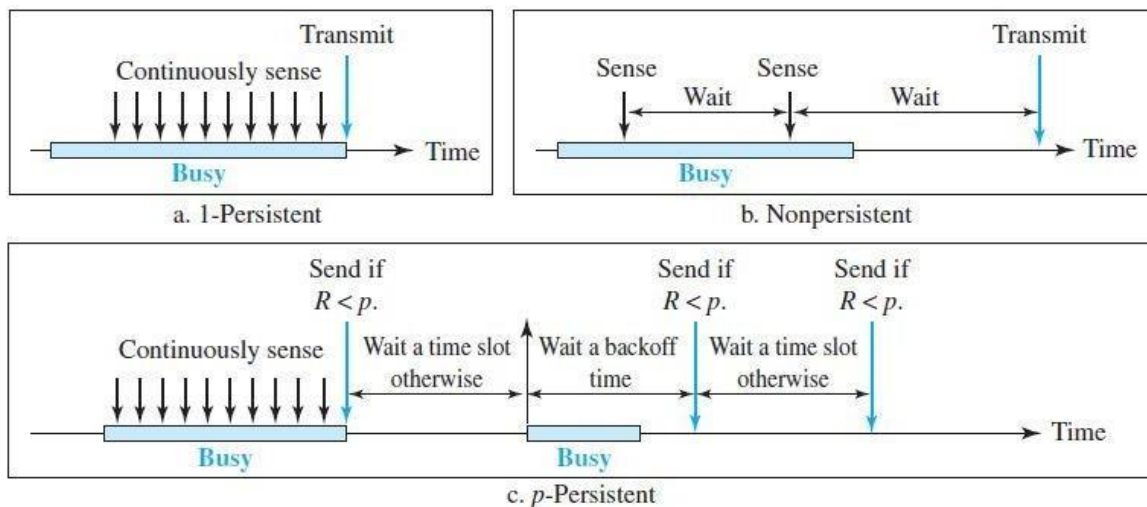 Transmit
Continuously sense
Time
Busy
a. 1-Persistent
Transmit
Sense Sense
Wait Wait
Time
Busy
b. Nonpersistent
Send if
R < p.
Send if
R < p.
Send if
R < p.
Continuously sense
Wait a time slot
otherwise
Wait a backoff
time
Wait a time slot
otherwise
Time
Busy
Busy
c. p-Persistent